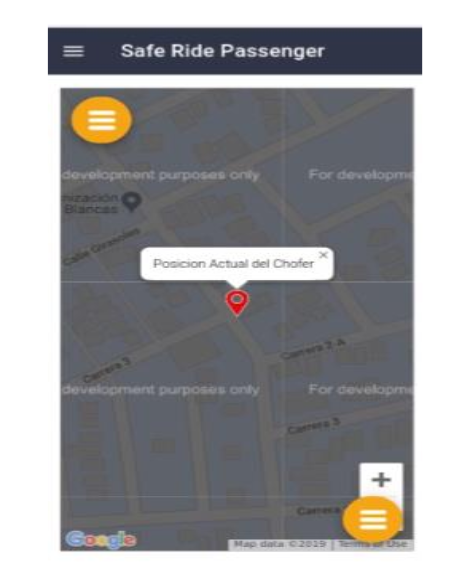 Safe Ride Passenger
development purposes only
For developme
nización
Blancas
Calle Girasoles
Posicion Actual del Chofer ×
Carrera 2 A
Carrera 3
development purposes only
For developme
Carrera 3
+
Carrera
Google
Map data ©2019 | Terms of Use